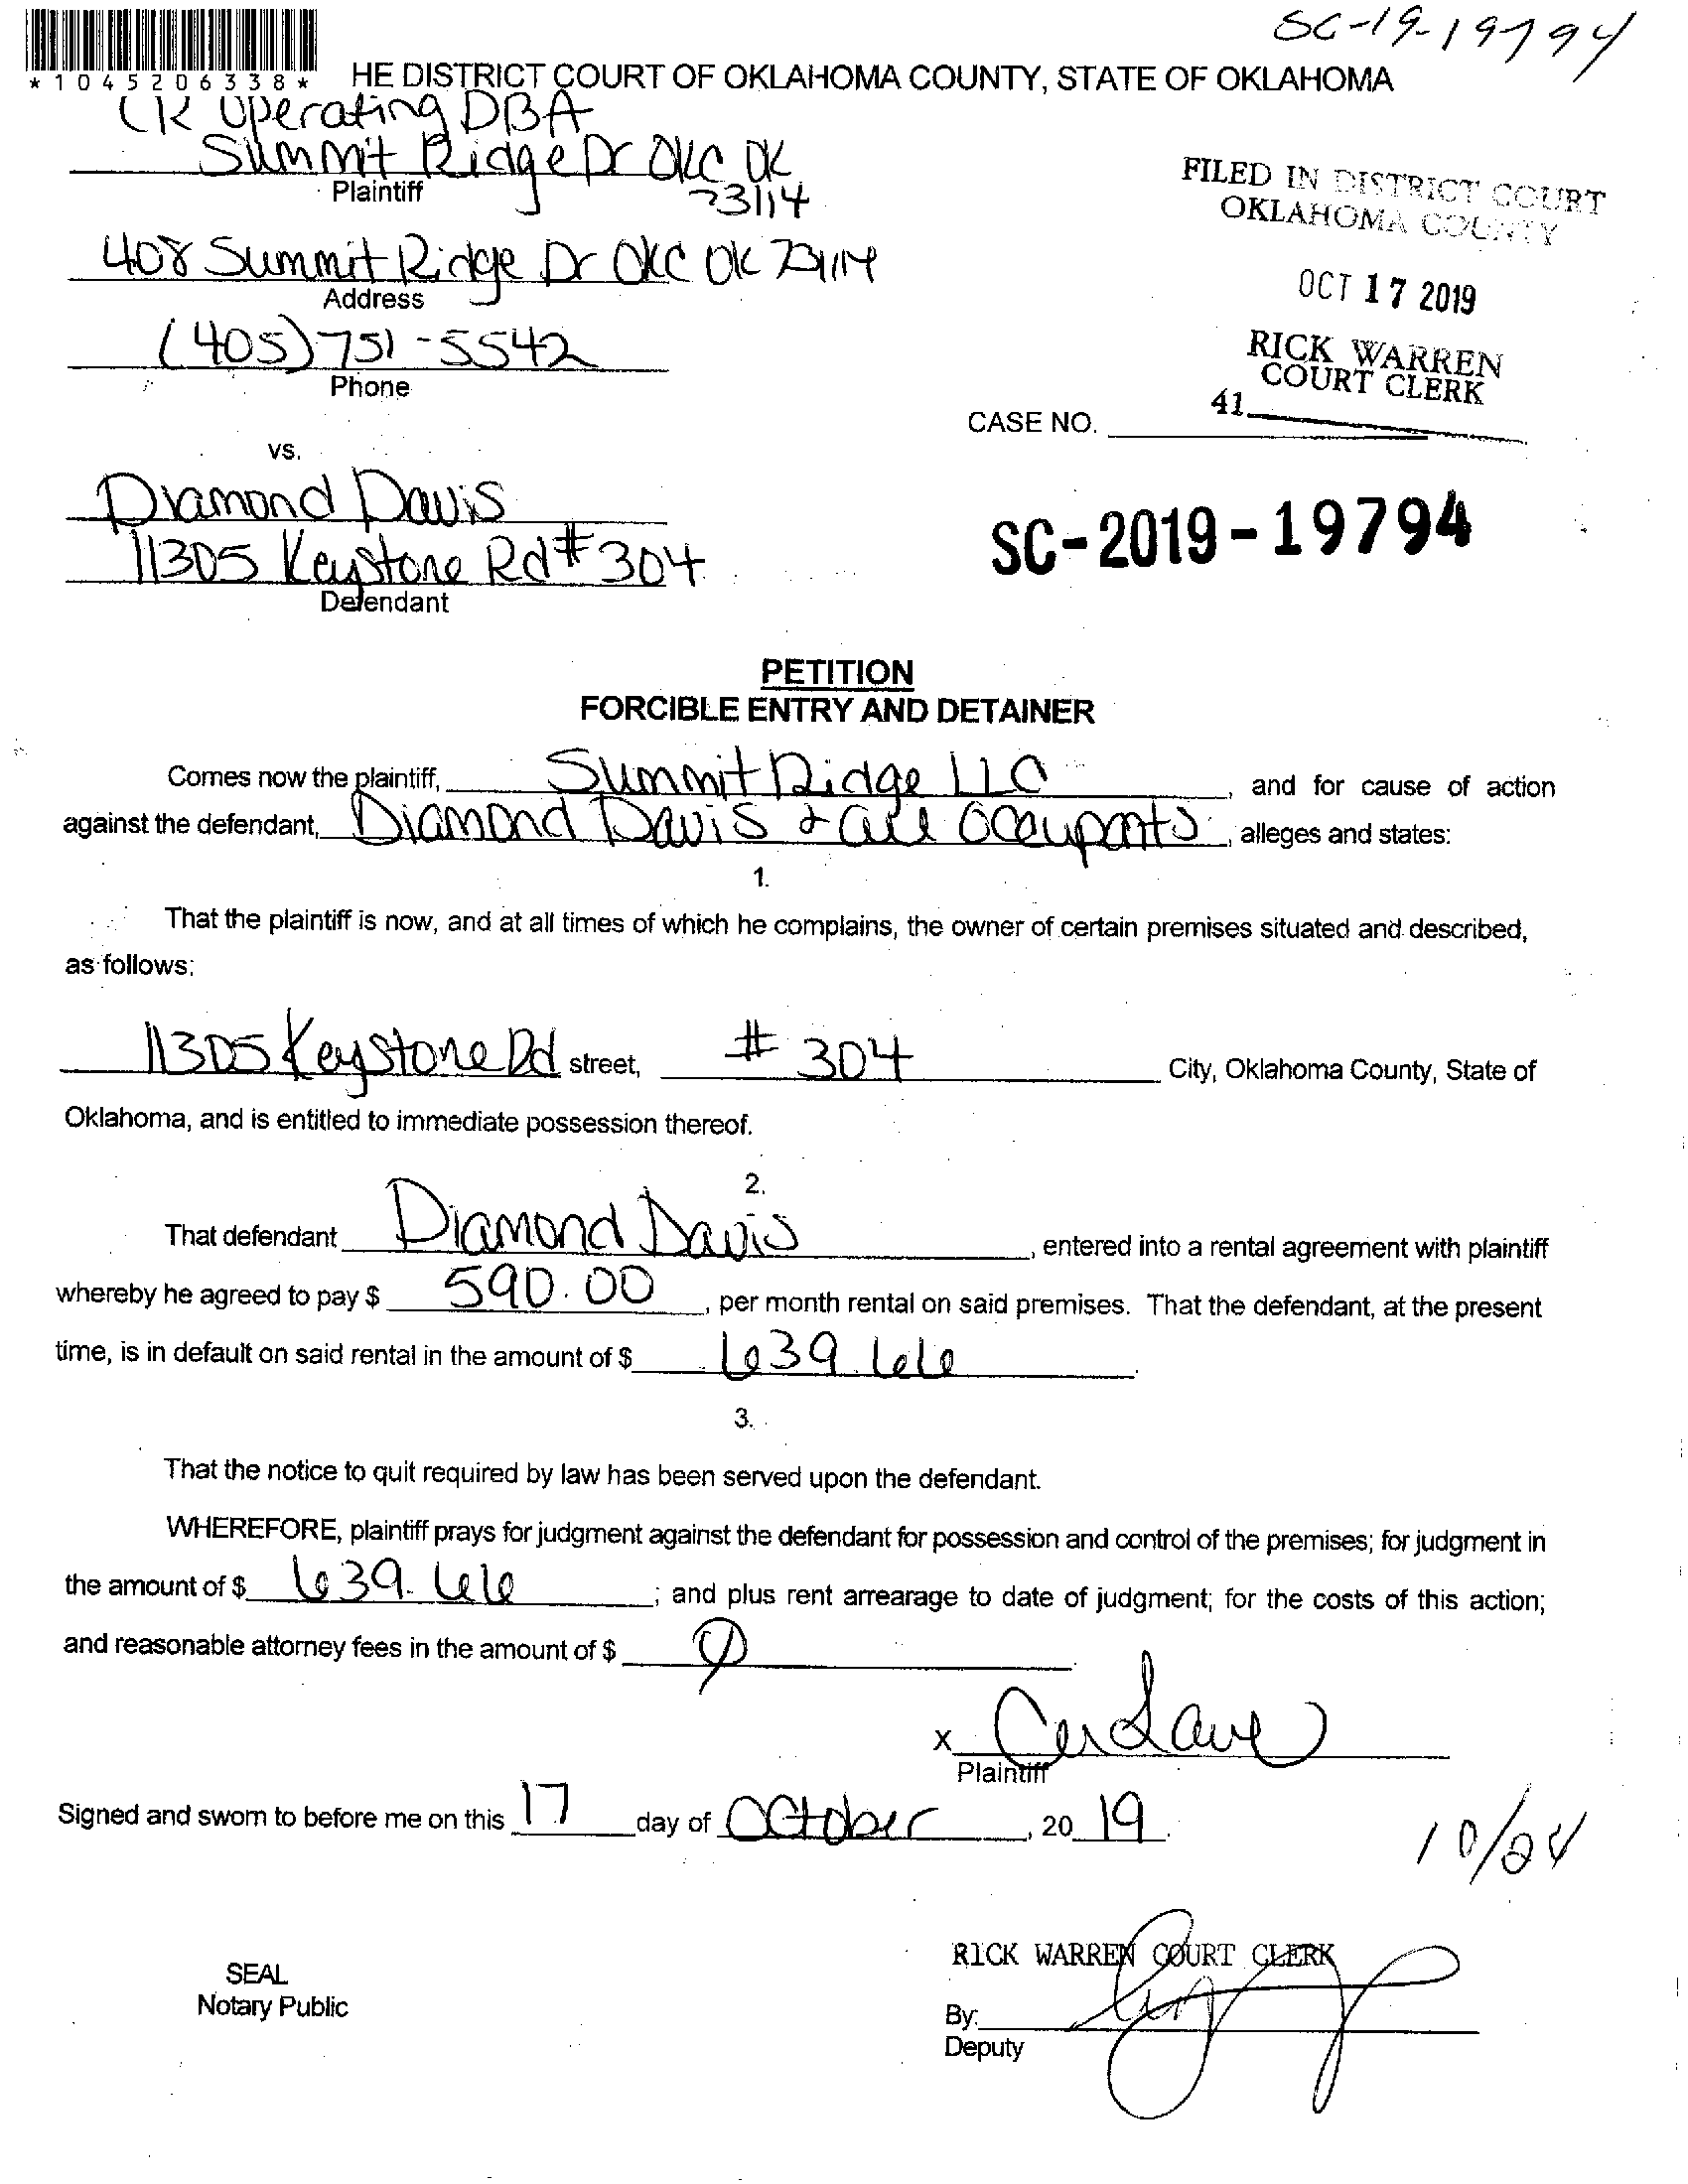 SC-19-19794
*1045206338*
HE DISTRICT COURT OF OKLAHOMA COUNTY, STATE OF OKLAHOMA
CK Operating DBA
Summit Ridge Dr OKC OK
73114
Plaintiff
FILED IN DISTRICT COURT
OKLAHOMA COUNTY
408 Summit Ridge Dr OKC OK 73114
Address
OCT 17 2019
(405) 751-5542
Phone
RICK WARREN
COURT CLERK
41
CASE NO.
vs.
Diamond Davis
11305 Keystone Rd #304
Defendant
SC-2019-19794
PETITION
FORCIBLE ENTRY AND DETAINER
Comes now the plaintiff, Summit Ridge LLC, and for cause of action
against the defendant, Diamond Davis & all Occupants, alleges and states:
1.
That the plaintiff is now, and at all times of which he complains, the owner of certain premises situated and described,
as follows:
11305 Keystone Rd street, # 304 City, Oklahoma County, State of
Oklahoma, and is entitled to immediate possession thereof.
2.
That defendant Diamond Davis, entered into a rental agreement with plaintiff
whereby he agreed to pay $ 590.00, per month rental on said premises. That the defendant, at the present
time, is in default on said rental in the amount of $ 639.66.
3.
That the notice to quit required by law has been served upon the defendant.
WHEREFORE, plaintiff prays for judgment against the defendant for possession and control of the premises; for judgment in
the amount of $ 639.66; and plus rent arrearage to date of judgment; for the costs of this action;
and reasonable attorney fees in the amount of $ 0.
X
Plaintiff
Signed and sworn to before me on this 17 day of October, 20 19.
10/24
RICK WARREN COURT CLERK
SEAL
Notary Public
By:
Deputy